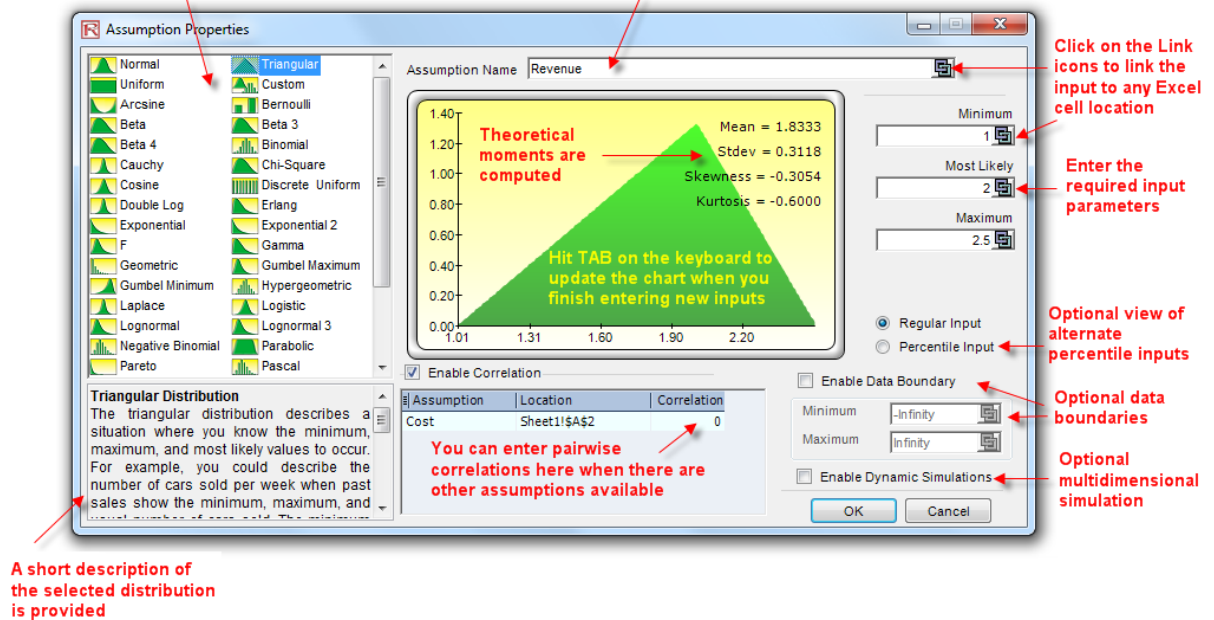 Assumption Properties
Normal
Triangular
Uniform
Custom
Arcsine
Bernoulli
Beta
Beta 3
Beta 4
Binomial
Cauchy
Chi-Square
Cosine
Discrete Uniform
Double Log
Erlang
Exponential
Exponential 2
F
Gamma
Geometric
Gumbel Maximum
Gumbel Minimum
Hypergeometric
Laplace
Logistic
Lognormal
Lognormal 3
Negative Binomial
Parabolic
Pareto
Pascal
Triangular Distribution
The triangular distribution describes a
situation where you know the minimum,
maximum, and most likely values to occur.
For example, you could describe the
number of cars sold per week when past
sales show the minimum, maximum, and
usual number of cars sold. The minimum
A short description of
the selected distribution
is provided
Assumption Name
Revenue
1.40
1.20
1.00
0.80
0.60
0.40
0.20
0.00
1.01
1.31
1.60
1.90
2.20
Mean = 1.8333
Stdev = 0.3118
Skewness = -0.3054
Kurtosis = -0.6000
Theoretical
moments are
computed
Hit TAB on the keyboard to
update the chart when you
finish entering new inputs
Enable Correlation
Assumption
Location
Correlation
Cost
Sheet1!$A$2
0
You can enter pairwise
correlations here when there are
other assumptions available
Minimum
1
Most Likely
2
Maximum
2.5
Regular Input
Percentile Input
Enable Data Boundary
Minimum
-Infinity
Maximum
Infinity
Enable Dynamic Simulations
OK
Cancel
Click on the Link
icons to link the
input to any Excel
cell location
Enter the
required input
parameters
Optional view of
alternate
percentile inputs
Optional data
boundaries
Optional
multidimensional
simulation